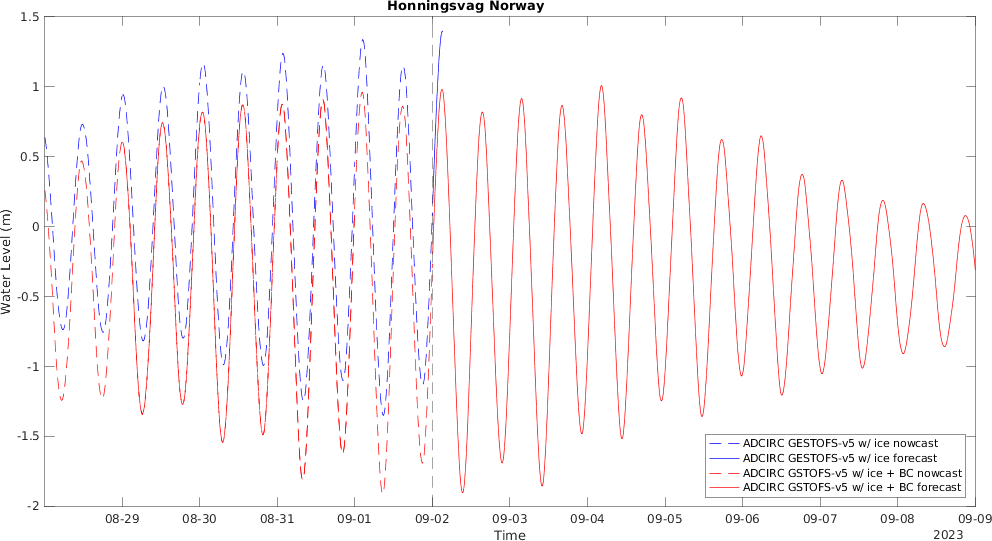 Honningsvag Norway
1.5
1
0.5
0
-0.5
-1
-1.5
-2
Water Level (m)
08-29 08-30 08-31 09-01 09-02 09-03 09-04 09-05 09-06 09-07 09-08 09-09
Time
2023
ADCIRC GESTOFS-v5 w/ ice nowcast
ADCIRC GESTOFS-v5 w/ ice forecast
ADCIRC GSTOFS-v5 w/ ice + BC nowcast
ADCIRC GSTOFS-v5 w/ ice + BC forecast